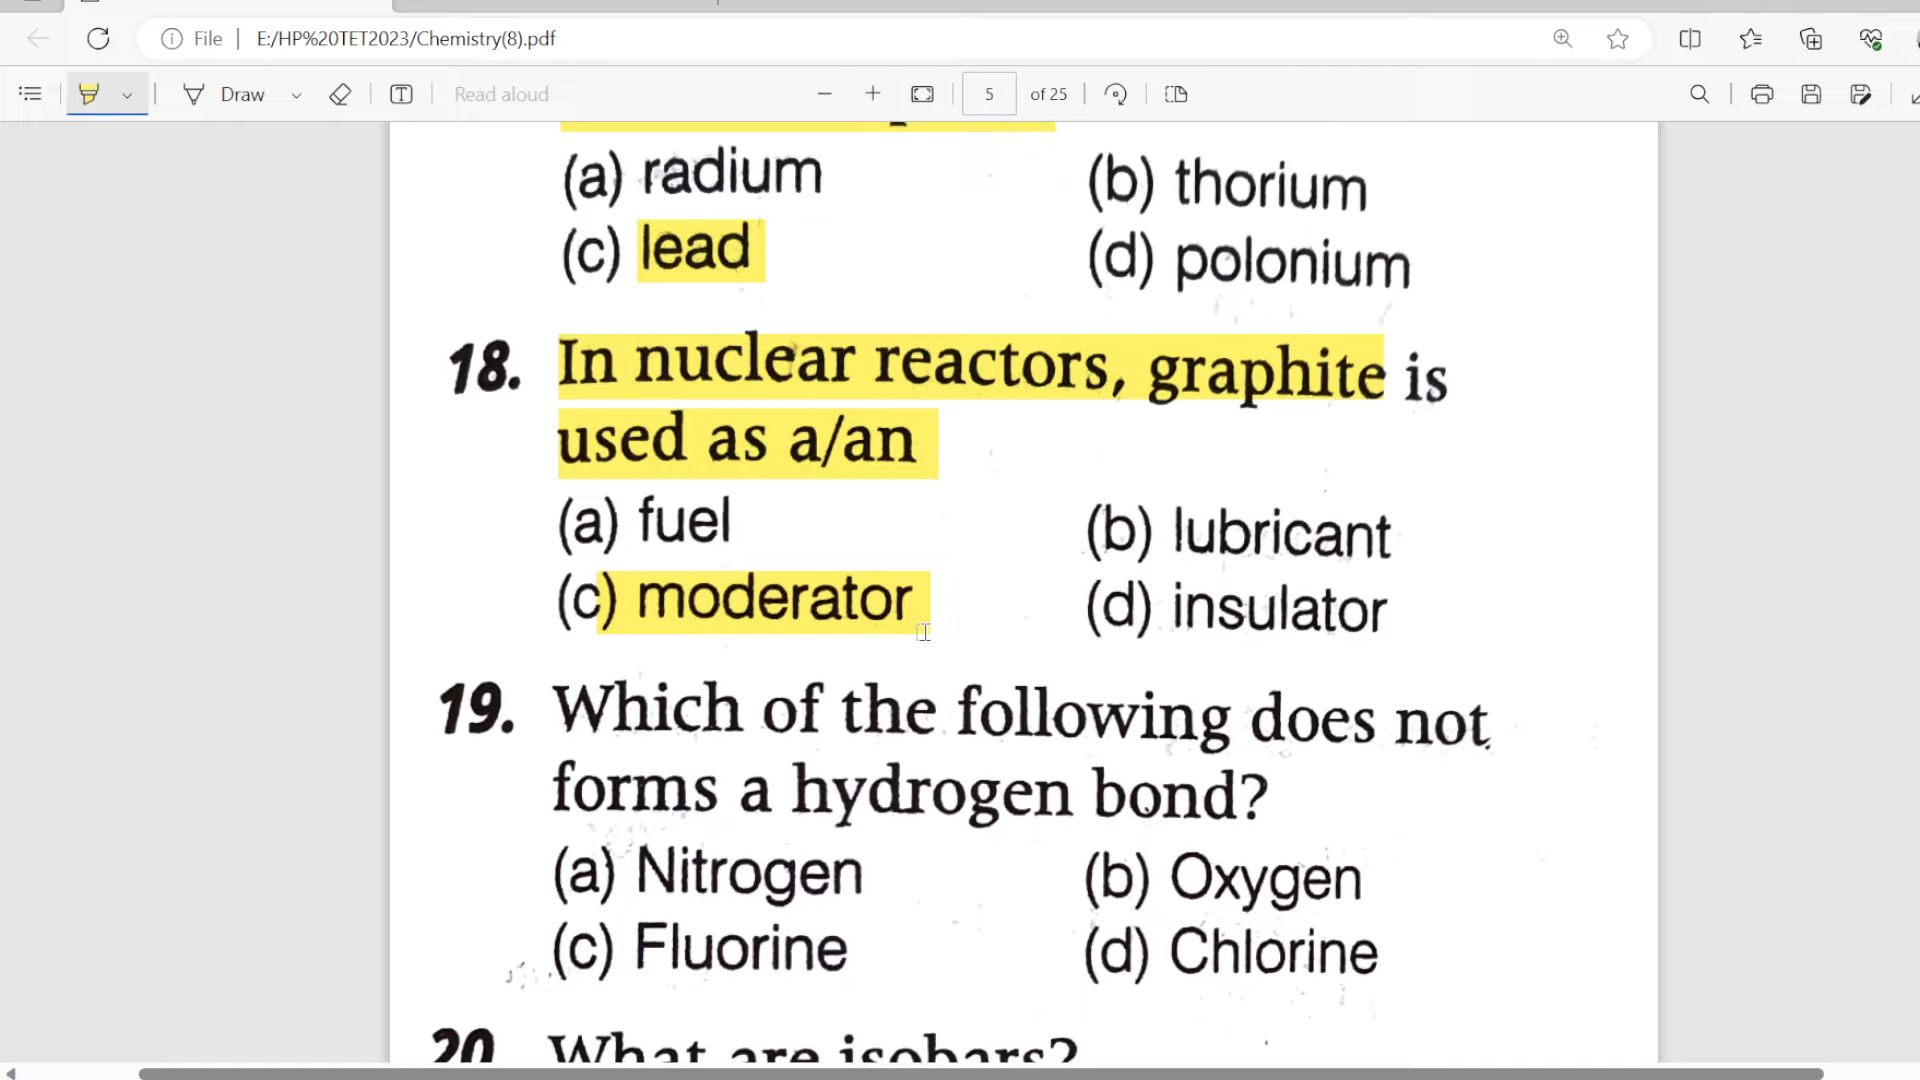 File
E:/HP%20TET2023/Chemistry(8).pdf
Draw
Read aloud
5 of 25
(a) radium (b) thorium
(c) lead (d) polonium
18. In nuclear reactors, graphite is
used as a/an
(a) fuel (b) lubricant
(c) moderator (d) insulator
19. Which of the following does not
forms a hydrogen bond?
(a) Nitrogen (b) Oxygen
(c) Fluorine (d) Chlorine
20 What are isobars?